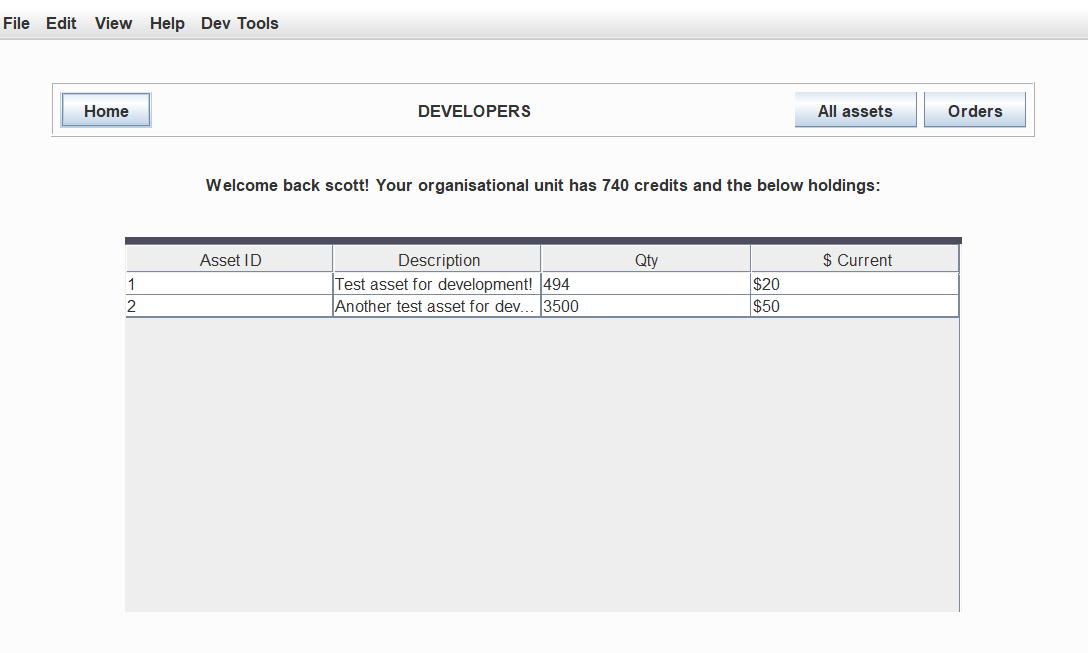 File Edit View Help Dev Tools
Home DEVELOPERS All assets Orders
Welcome back scott! Your organisational unit has 740 credits and the below holdings:
Asset ID Description Qty $ Current
1 Test asset for development! 494 $20
2 Another test asset for dev... 3500 $50